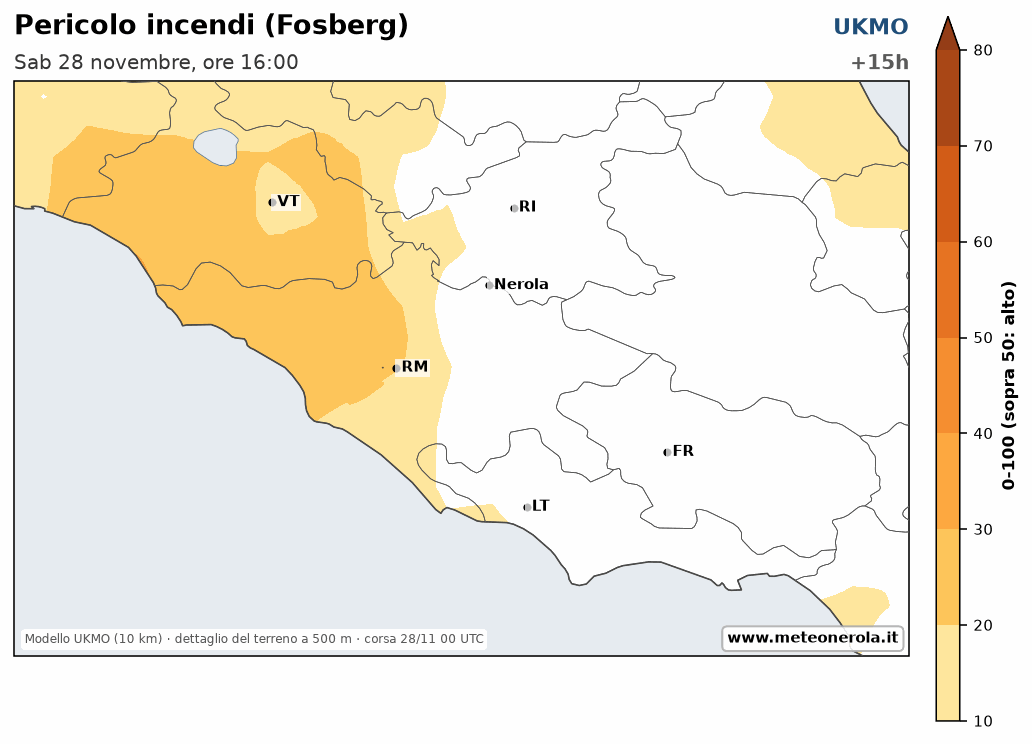 Pericolo incendi (Fosberg)
UKMO
Sab 28 novembre, ore 16:00
+15h
80
70
60
50
40
30
20
10
0-100 (sopra 50: alto)
VT
RI
Nerola
RM
FR
LT
Modello UKMO (10 km) · dettaglio del terreno a 500 m · corsa 28/11 00 UTC
www.meteonerola.it